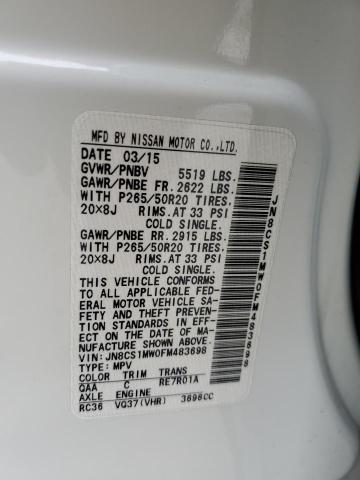 MFD BY NISSAN MOTOR CO.,LTD.
DATE 03/15
GVWR/PNBV 5519 LBS.
GAWR/PNBE FR. 2622 LBS.
WITH P265/50R20 TIRES.
20×8J RIMS.AT 33 PSI
COLD SINGLE.
GAWR/PNBE RR. 2915 LBS.
WITH P265/50R20 TIRES.
20×8J RIMS.AT 33 PSI
COLD SINGLE.
THIS VEHICLE CONFORMS
TO ALL APPLICABLE FED-
ERAL MOTOR VEHICLE SA-
FETY AND THEFT PREVEN-
TION STANDARDS IN EFF-
ECT ON THE DATE OF MA-
NUFACTURE SHOWN ABOVE.
VIN: JN8CS1MW0FM483698
TYPE: MPV
COLOR TRIM TRANS
QAA C RE7R01A
AXLE ENGINE
RC36 VQ37(VHR) 3696CC
JN8CS1MW0FM483698